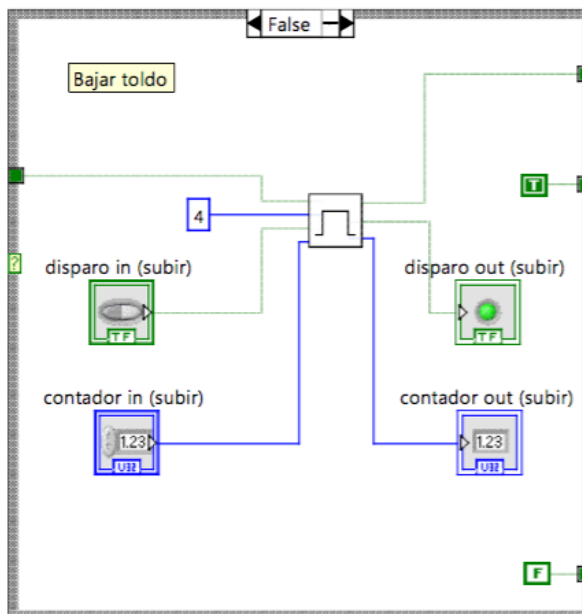 False
Bajar toldo
T
4
?
disparo in (subir)
disparo out (subir)
TF
TF
contador in (subir)
contador out (subir)
1.23
1.23
U32
U32
F